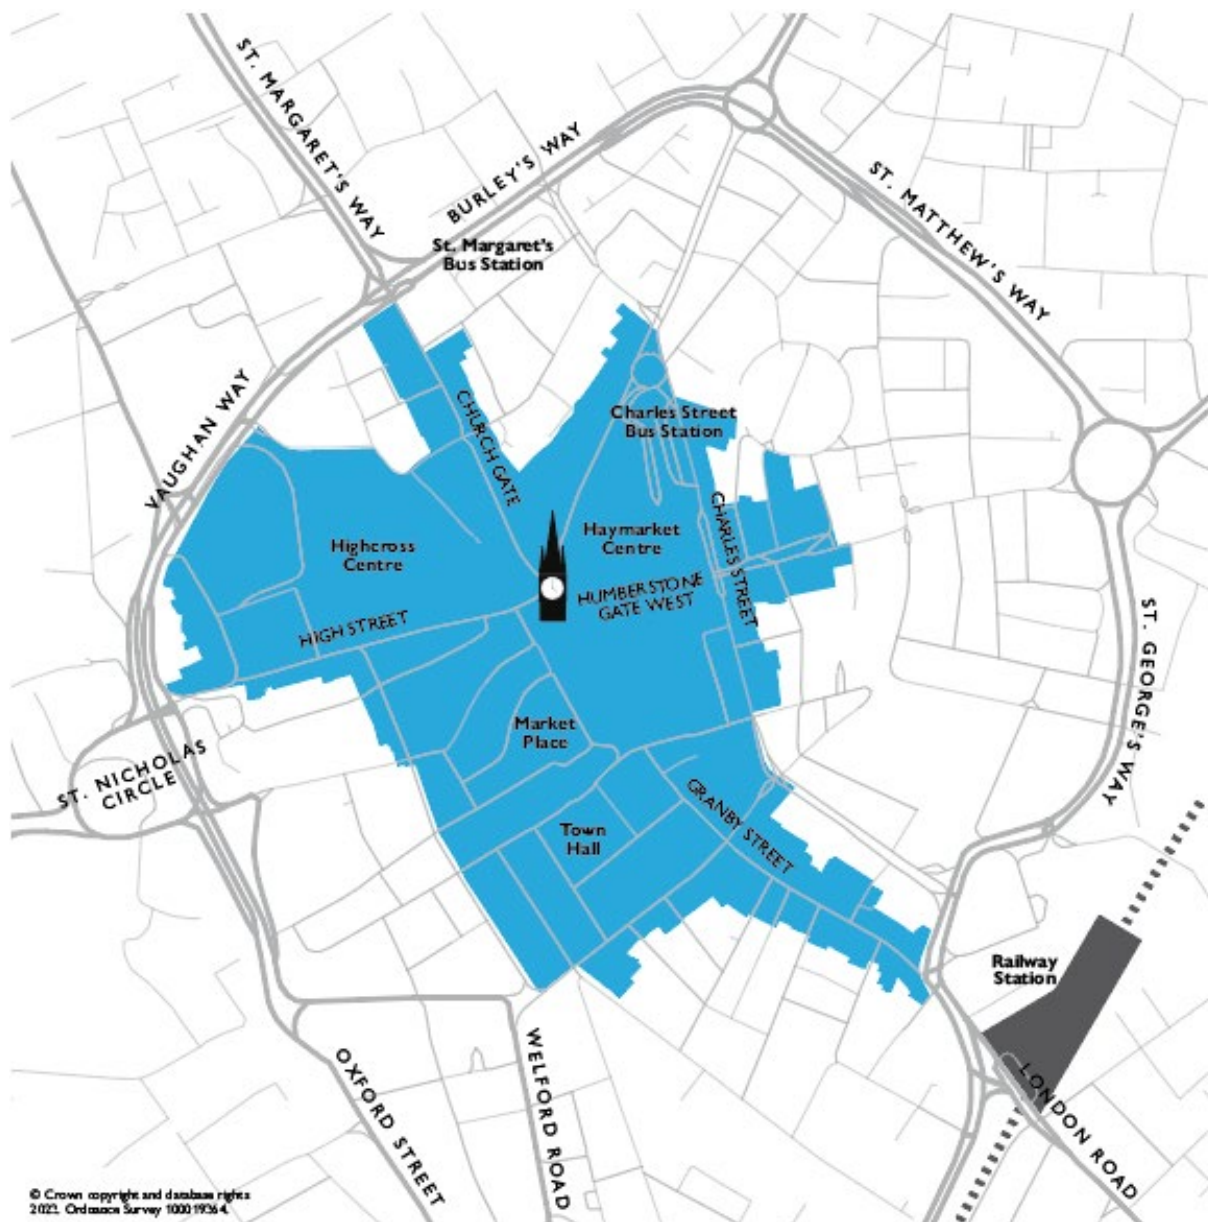 ST. MARGARET'S WAY
BURLEY'S WAY
ST. MATTHEW'S WAY
St. Margaret's
Bus Station
VAUGHAN WAY
CHURCH GATE
Charles Street
Bus Station
CHARLES STREET
Highcross
Centre
Haymarket
Centre
HUMBERSTONE
GATE WEST
HIGH STREET
ST. GEORGE'S WAY
Market
Place
ST. NICHOLAS
CIRCLE
GRANBY STREET
Town
Hall
Railway
Station
OXFORD STREET
WELFORD ROAD
LONDON ROAD
© Crown copyright and database rights
2023. Ordnance Survey 100019364.